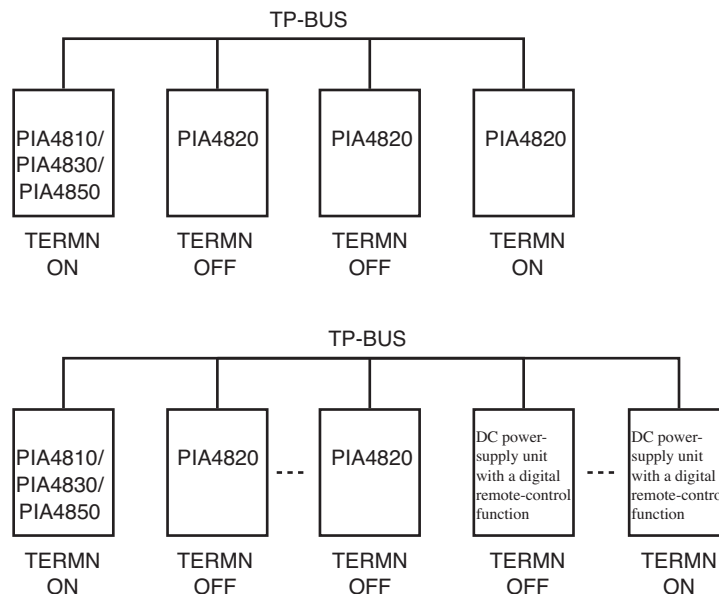 TP-BUS
PIA4810/
PIA4830/
PIA4850
PIA4820
PIA4820
PIA4820
TERMN
ON
TERMN
OFF
TERMN
OFF
TERMN
ON
TP-BUS
PIA4810/
PIA4830/
PIA4850
PIA4820
PIA4820
DC power-
supply unit
with a digital
remote-control
function
DC power-
supply unit
with a digital
remote-contro
function
TERMN
ON
TERMN
OFF
TERMN
OFF
TERMN
OFF
TERMN
ON